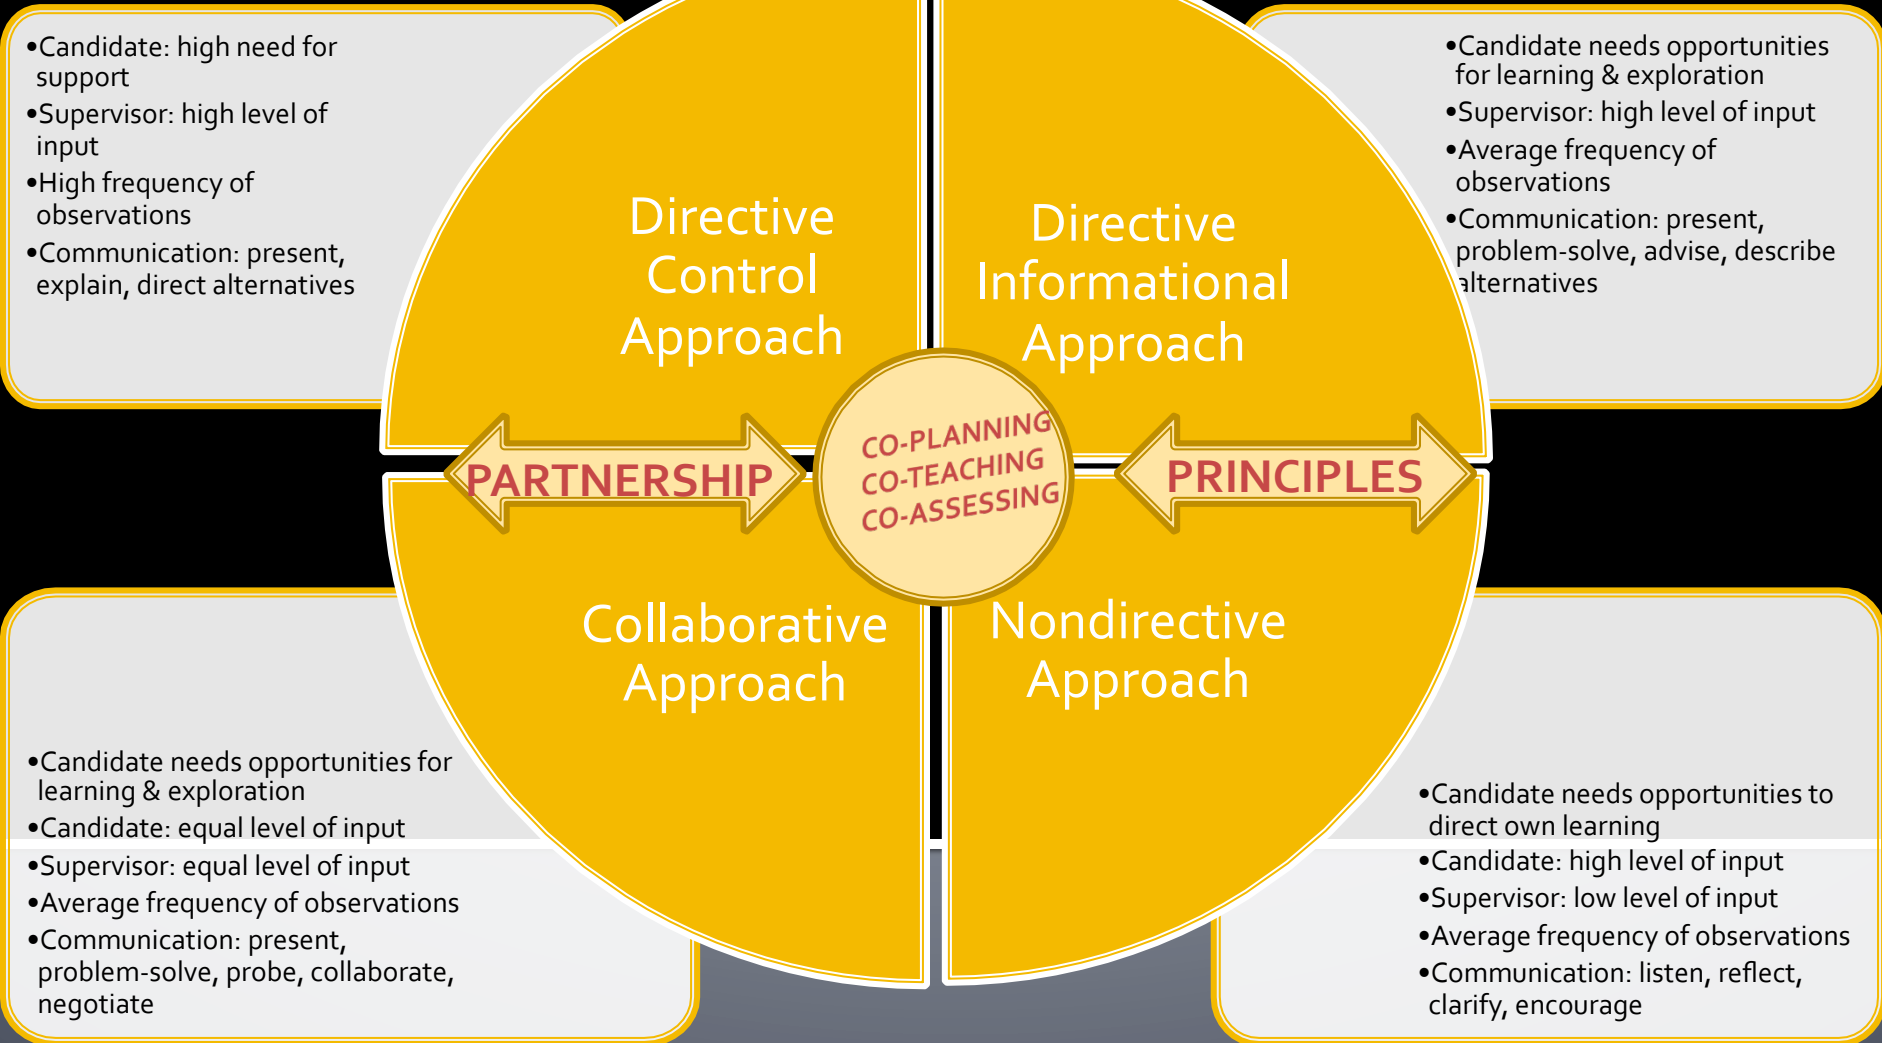 •Candidate: high need for
support
•Supervisor: high level of
input
•High frequency of
observations
•Communication: present,
explain, direct alternatives
Directive
Control
Approach
Directive
Informational
Approach
•Candidate needs opportunities
for learning & exploration
•Supervisor: high level of input
•Average frequency of
observations
•Communication: present,
problem-solve, advise, describe
alternatives
PARTNERSHIP
CO-PLANNING
CO-TEACHING
CO-ASSESSING
PRINCIPLES
Collaborative
Approach
Nondirective
Approach
•Candidate needs opportunities for
learning & exploration
•Candidate: equal level of input
•Supervisor: equal level of input
•Average frequency of observations
•Communication: present,
problem-solve, probe, collaborate,
negotiate
•Candidate needs opportunities to
direct own learning
•Candidate: high level of input
•Supervisor: low level of input
•Average frequency of observations
•Communication: listen, reflect,
clarify, encourage